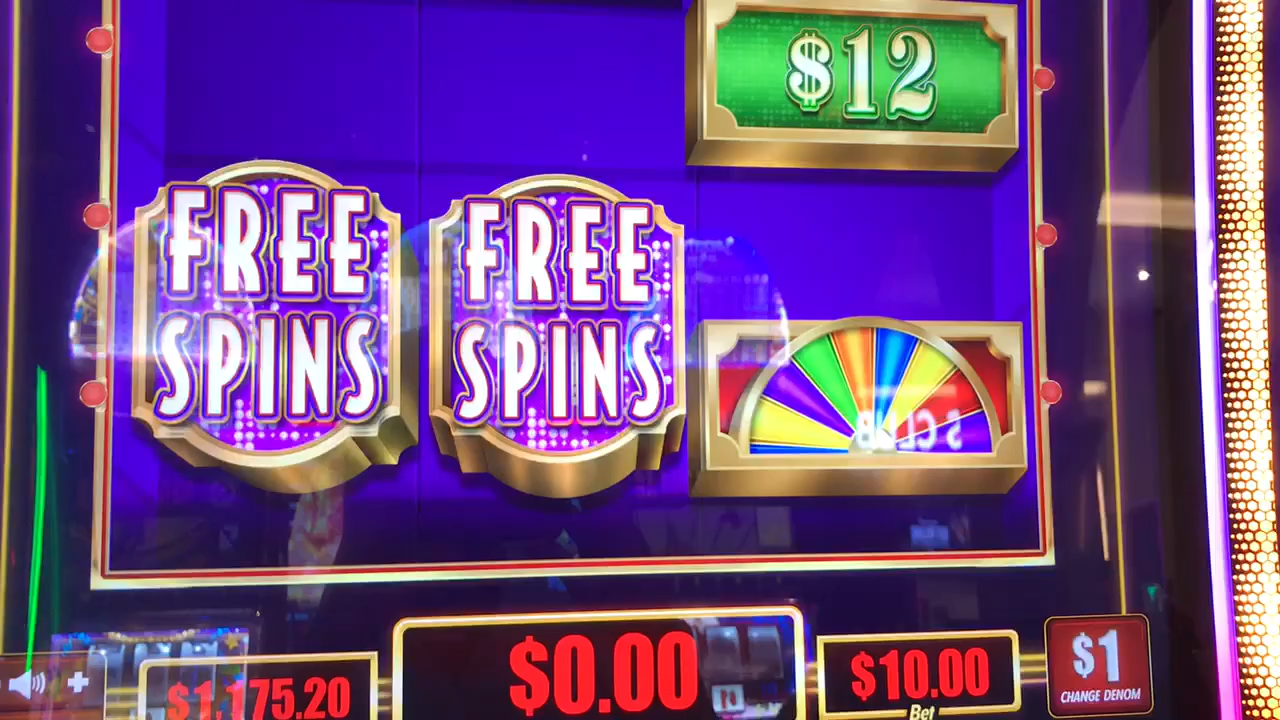 $12
FREE
SPINS
FREE
SPINS
$1,175.20
$0.00
$10.00
Bet
$1
CHANGE DENOM